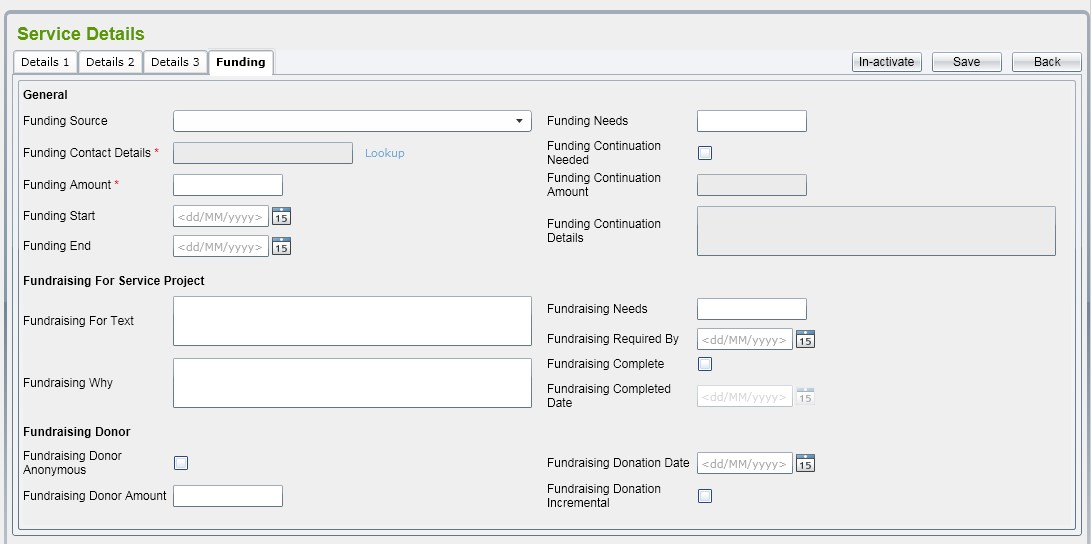 Service Details
Details 1 Details 2 Details 3 Funding In-activate Save Back
General
Funding Source
Funding Needs
Funding Contact Details * Lookup
Funding Continuation
Needed
Funding Amount *
Funding Continuation
Amount
Funding Start <dd/MM/yyyy> 15
Funding Continuation
Details
Funding End <dd/MM/yyyy> 15
Fundraising For Service Project
Fundraising For Text
Fundraising Needs
Fundraising Required By <dd/MM/yyyy> 15
Fundraising Why
Fundraising Complete
Fundraising Completed
Date <dd/MM/yyyy> 15
Fundraising Donor
Fundraising Donor
Anonymous
Fundraising Donation Date <dd/MM/yyyy> 15
Fundraising Donor Amount
Fundraising Donation
Incremental